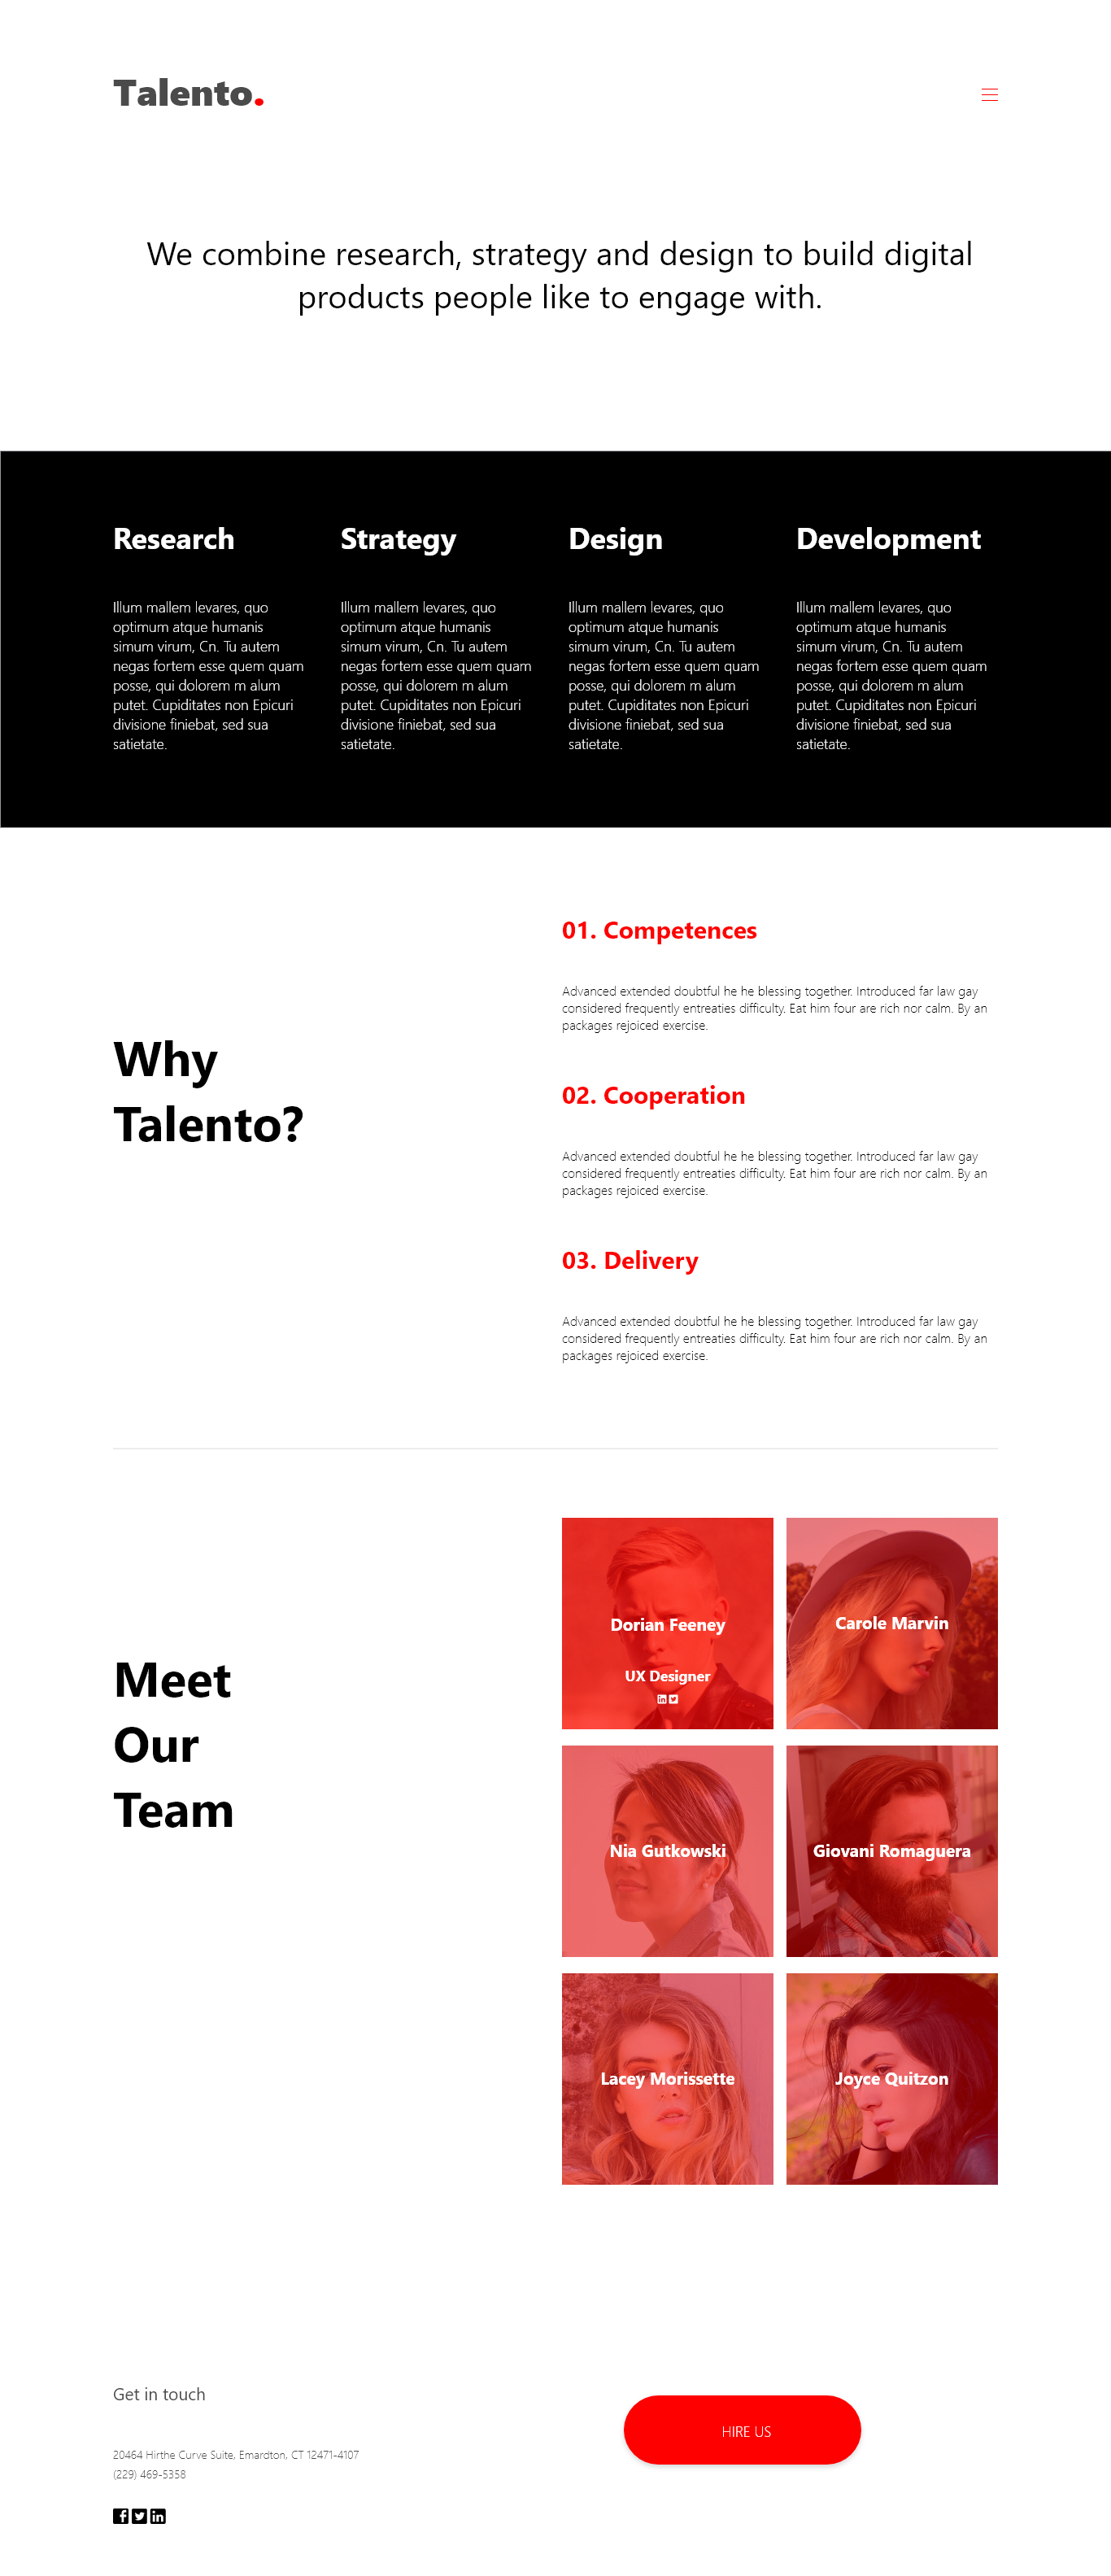 Talento.
We combine research, strategy and design to build digital
products people like to engage with.
Research
Illum mallem levares, quo
optimum atque humanis
simum virum, Cn. Tu autem
negas fortem esse quem quam
posse, qui dolorem m alum
putet. Cupiditates non Epicuri
divisione finiebat, sed sua
satietate.
Strategy
Illum mallem levares, quo
optimum atque humanis
simum virum, Cn. Tu autem
negas fortem esse quem quam
posse, qui dolorem m alum
putet. Cupiditates non Epicuri
divisione finiebat, sed sua
satietate.
Design
Illum mallem levares, quo
optimum atque humanis
simum virum, Cn. Tu autem
negas fortem esse quem quam
posse, qui dolorem m alum
putet. Cupiditates non Epicuri
divisione finiebat, sed sua
satietate.
Development
Illum mallem levares, quo
optimum atque humanis
simum virum, Cn. Tu autem
negas fortem esse quem quam
posse, qui dolorem m alum
putet. Cupiditates non Epicuri
divisione finiebat, sed sua
satietate.
Why
Talento?
01. Competences
Advanced extended doubtful he he blessing together. Introduced far law gay
considered frequently entreaties difficulty. Eat him four are rich nor calm. By an
packages rejoiced exercise.
02. Cooperation
Advanced extended doubtful he he blessing together. Introduced far law gay
considered frequently entreaties difficulty. Eat him four are rich nor calm. By an
packages rejoiced exercise.
03. Delivery
Advanced extended doubtful he he blessing together. Introduced far law gay
considered frequently entreaties difficulty. Eat him four are rich nor calm. By an
packages rejoiced exercise.
Meet
Our
Team
Dorian Feeney
UX Designer
Carole Marvin
Nia Gutkowski
Giovani Romaguera
Lacey Morissette
Joyce Quitzon
Get in touch
20464 Hirthe Curve Suite, Emardton, CT 12471-4107
(229) 469-5358
HIRE US